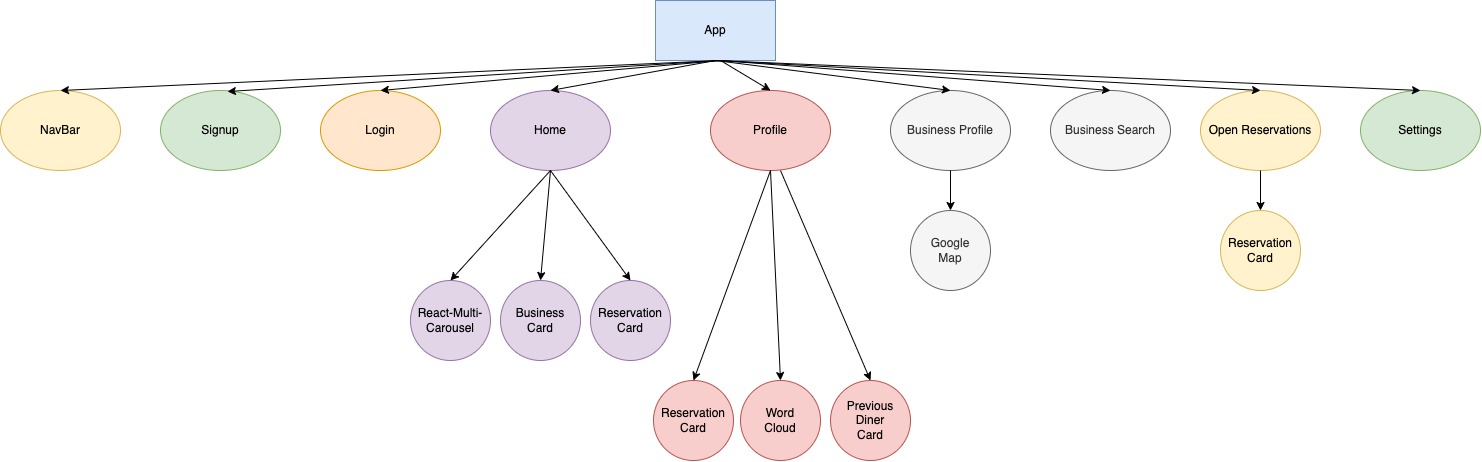 App
NavBar
Signup
Login
Home
Profile
Business Profile
Business Search
Open Reservations
Settings
Google
Map
Reservation
Card
React-Multi-
Carousel
Business
Card
Reservation
Card
Reservation
Card
Word
Cloud
Previous
Diner
Card